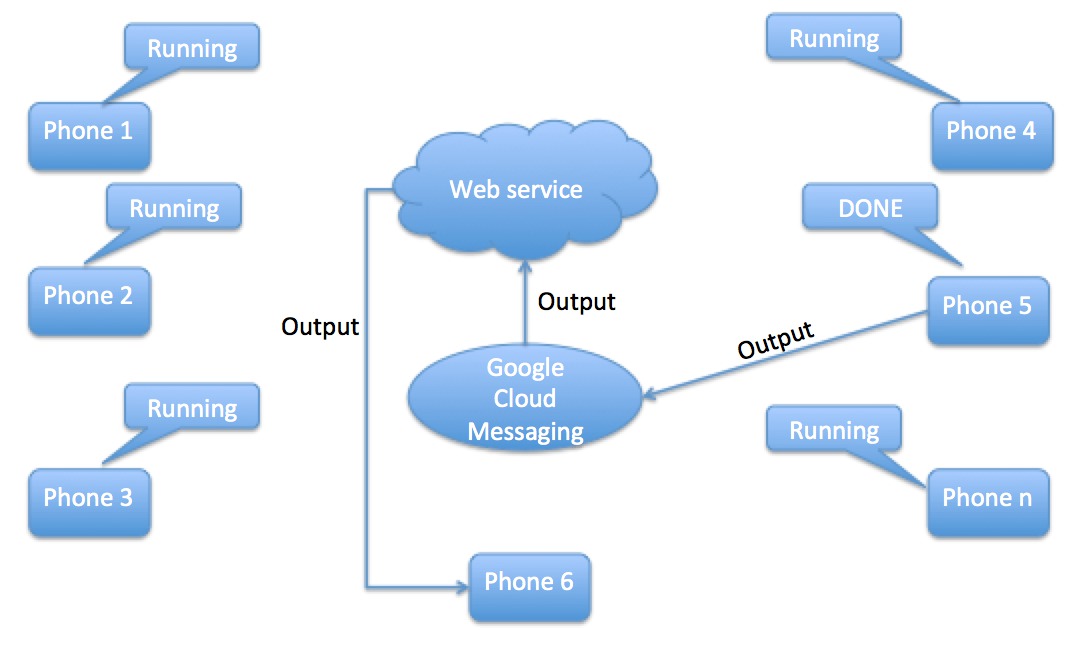 Running
Phone 1
Running
Phone 2
Running
Phone 3
Web service
Output
Output
Google
Cloud
Messaging
Output
Phone 6
Running
Phone 4
DONE
Phone 5
Running
Phone n